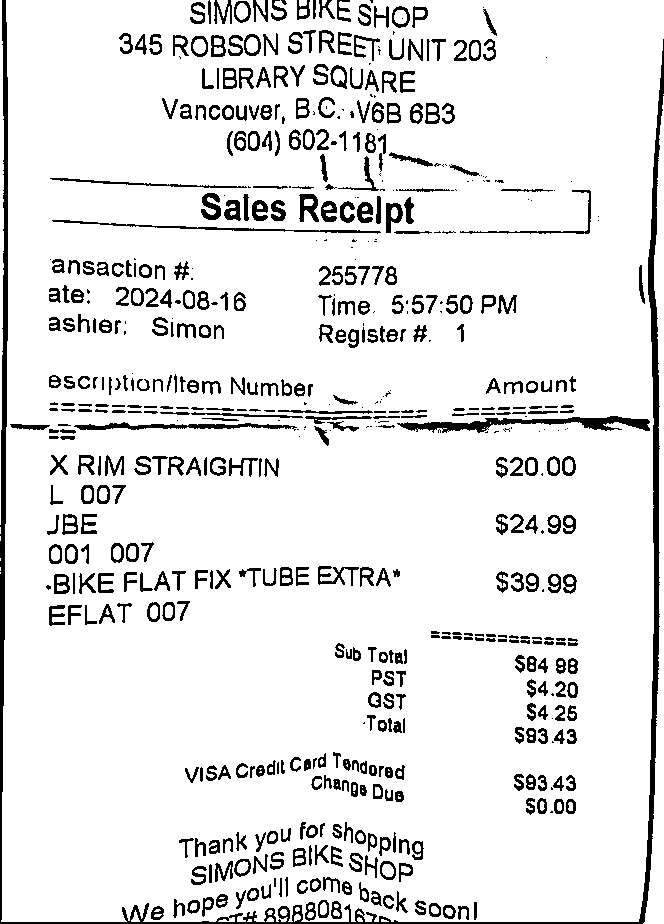 SIMONS BIKE SHOP
345 ROBSON STREET UNIT 203
LIBRARY SQUARE
Vancouver, B.C. V6B 6B3
(604) 602-1181
Sales Receipt
ansaction #: 255778
ate: 2024-08-16 Time: 5:57:50 PM
ashier: Simon Register #: 1
escription/Item Number Amount
============================== ==========
==
X RIM STRAIGHTIN $20.00
L 007
JBE $24.99
001 007
-BIKE FLAT FIX *TUBE EXTRA* $39.99
EFLAT 007
=============
Sub Total $84.98
PST $4.20
GST $4.25
Total $93.43
VISA Credit Card Tendered $93.43
Change Due $0.00
Thank you for shopping
SIMONS BIKE SHOP
We hope you'll come back soon!